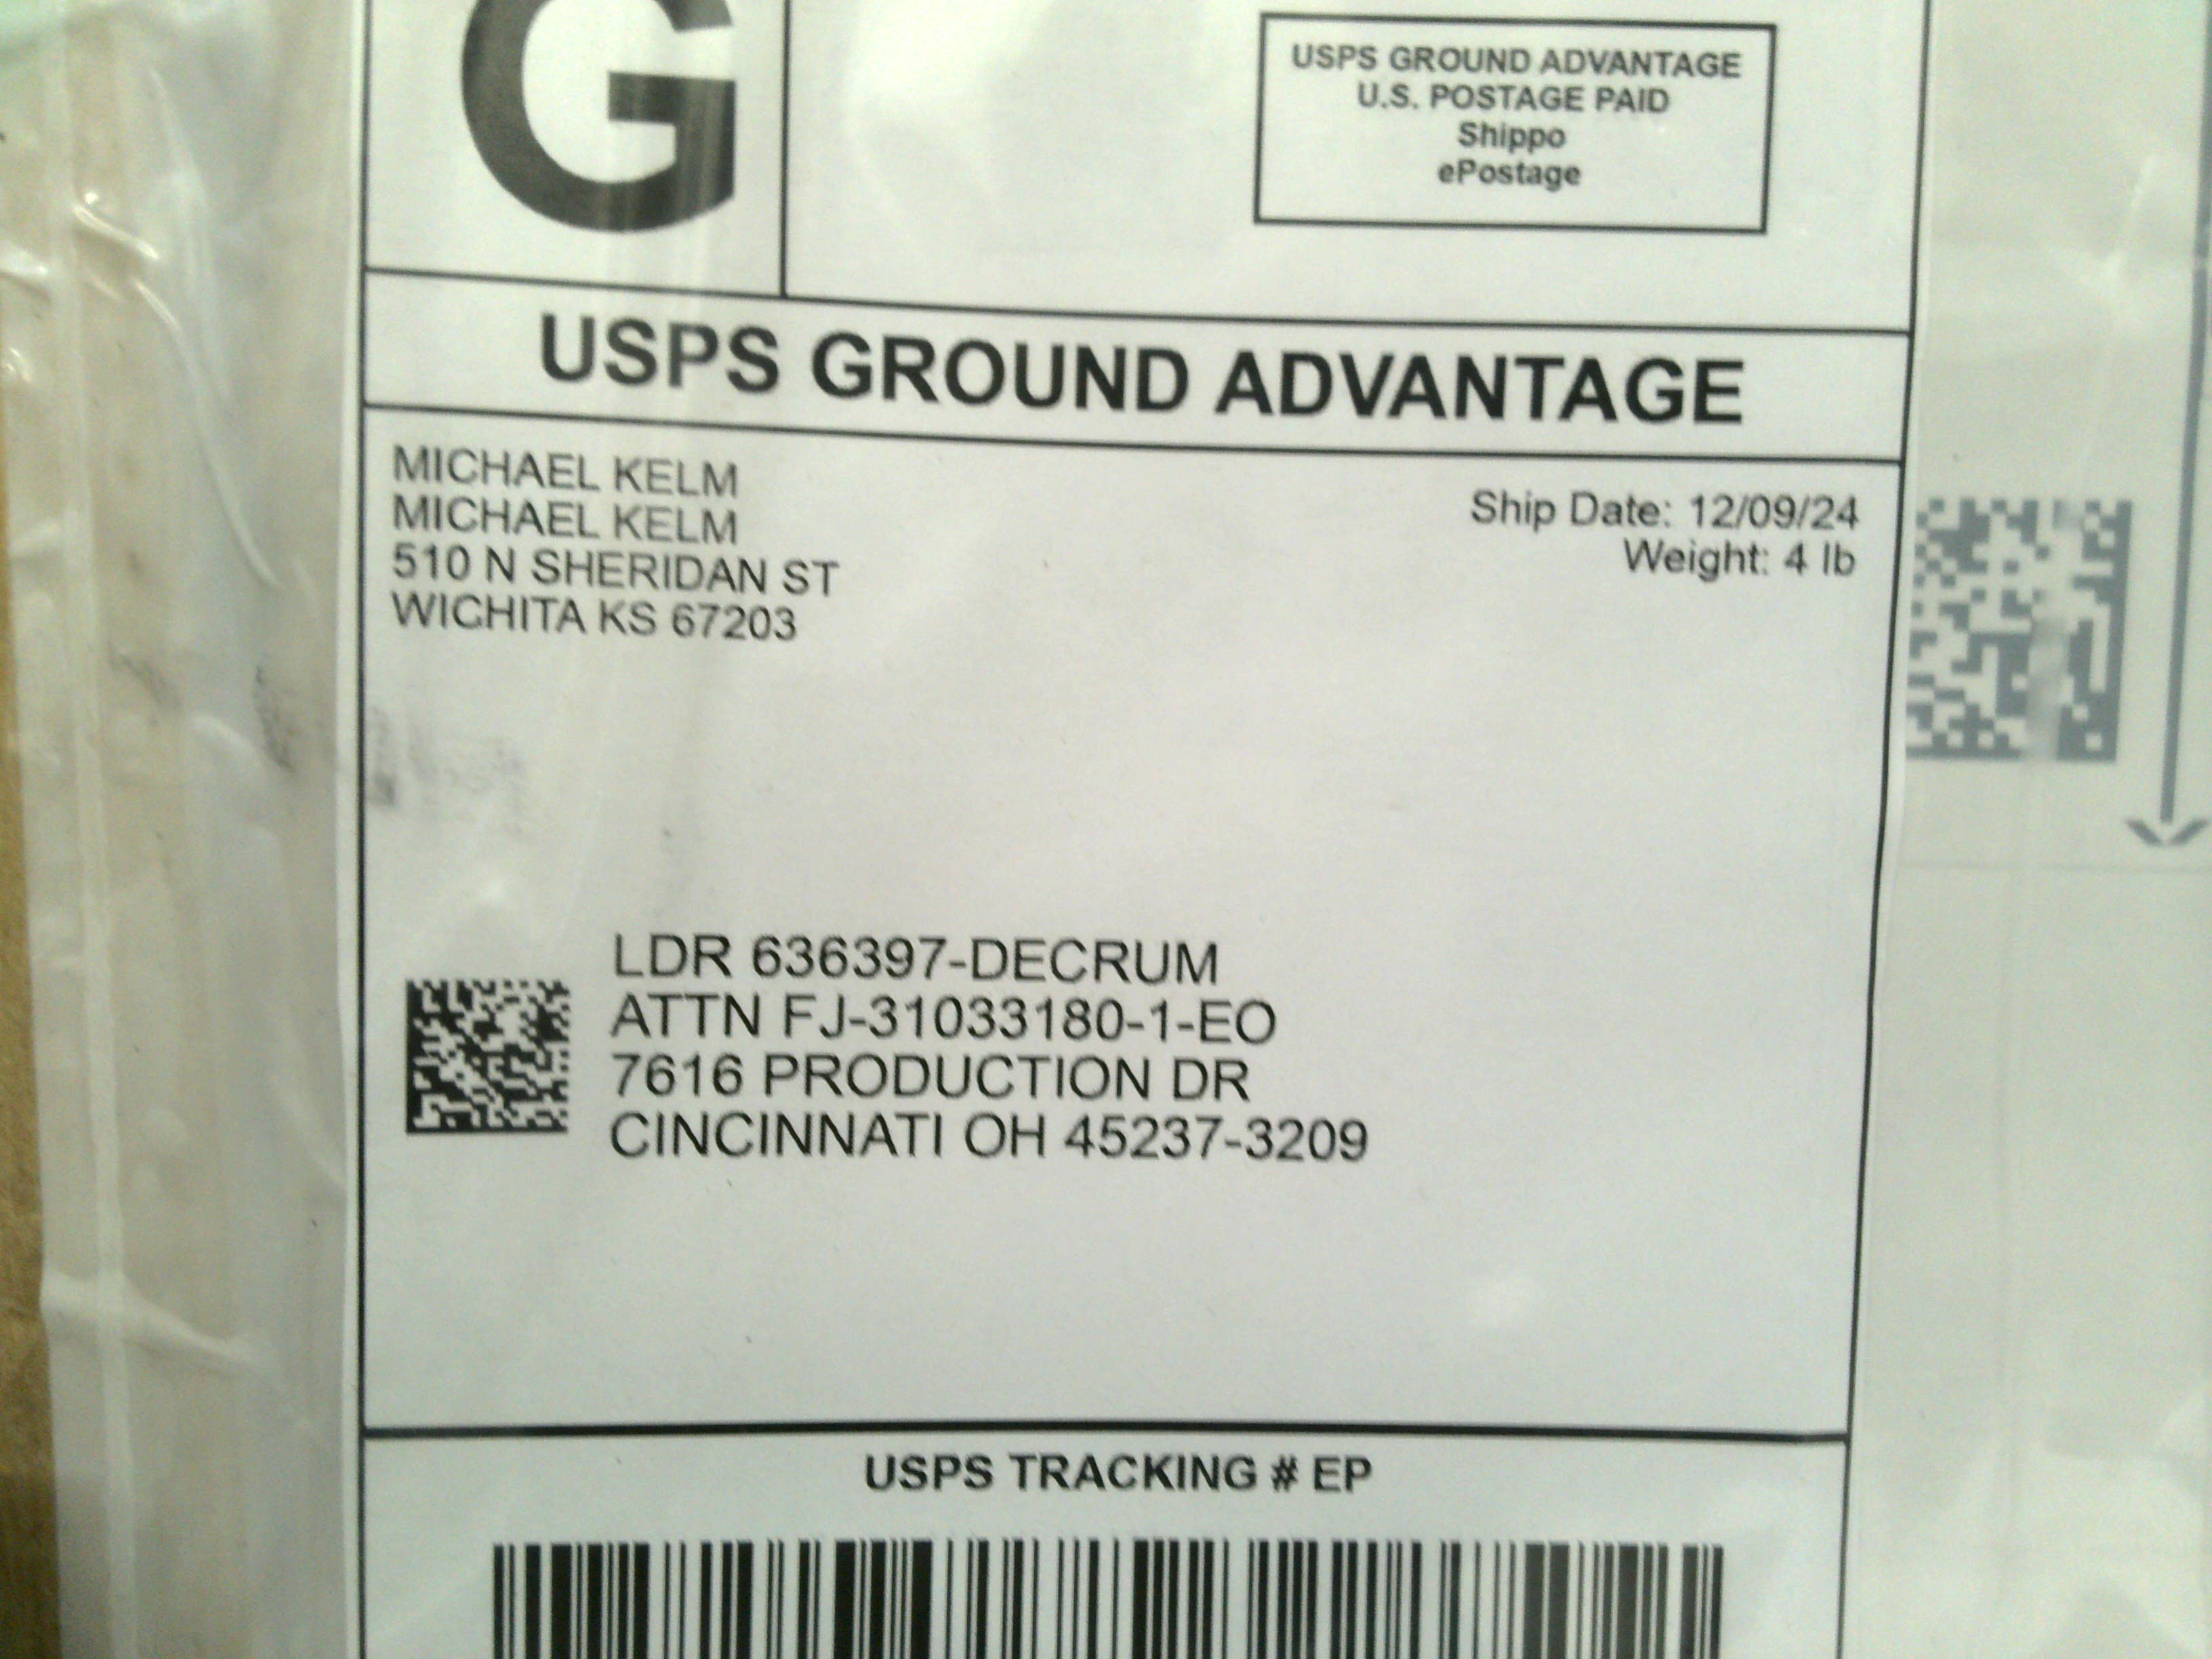 G
USPS GROUND ADVANTAGE
U.S. POSTAGE PAID
Shippo
ePostage
USPS GROUND ADVANTAGE
MICHAEL KELM
MICHAEL KELM
510 N SHERIDAN ST
WICHITA KS 67203
Ship Date: 12/09/24
Weight: 4 lb
LDR 636397-DECRUM
ATTN FJ-31033180-1-EO
7616 PRODUCTION DR
CINCINNATI OH 45237-3209
USPS TRACKING # EP